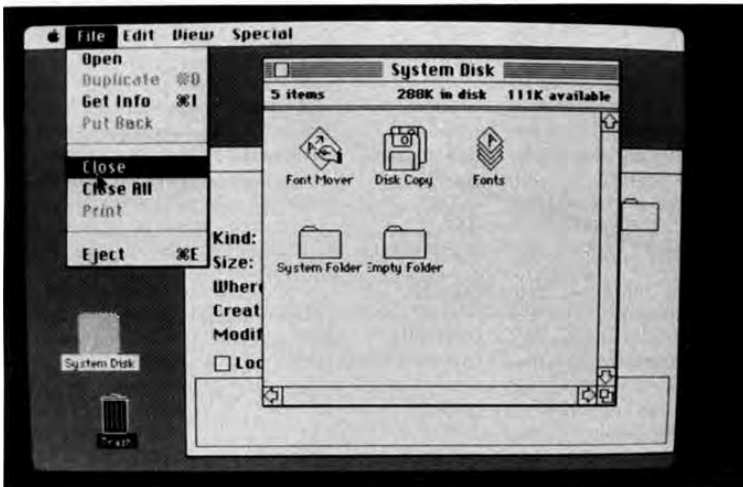 File Edit View Special
Open
Duplicate ⌘D
Get Info ⌘I
Put Back
Close
Close All
Print
Eject ⌘E
System Disk
5 items 288K in disk 111K available
Font Mover Disk Copy Fonts
System Folder Empty Folder
Kind:
Size:
Where
Creat
Modif
Loc
System Disk
Trash